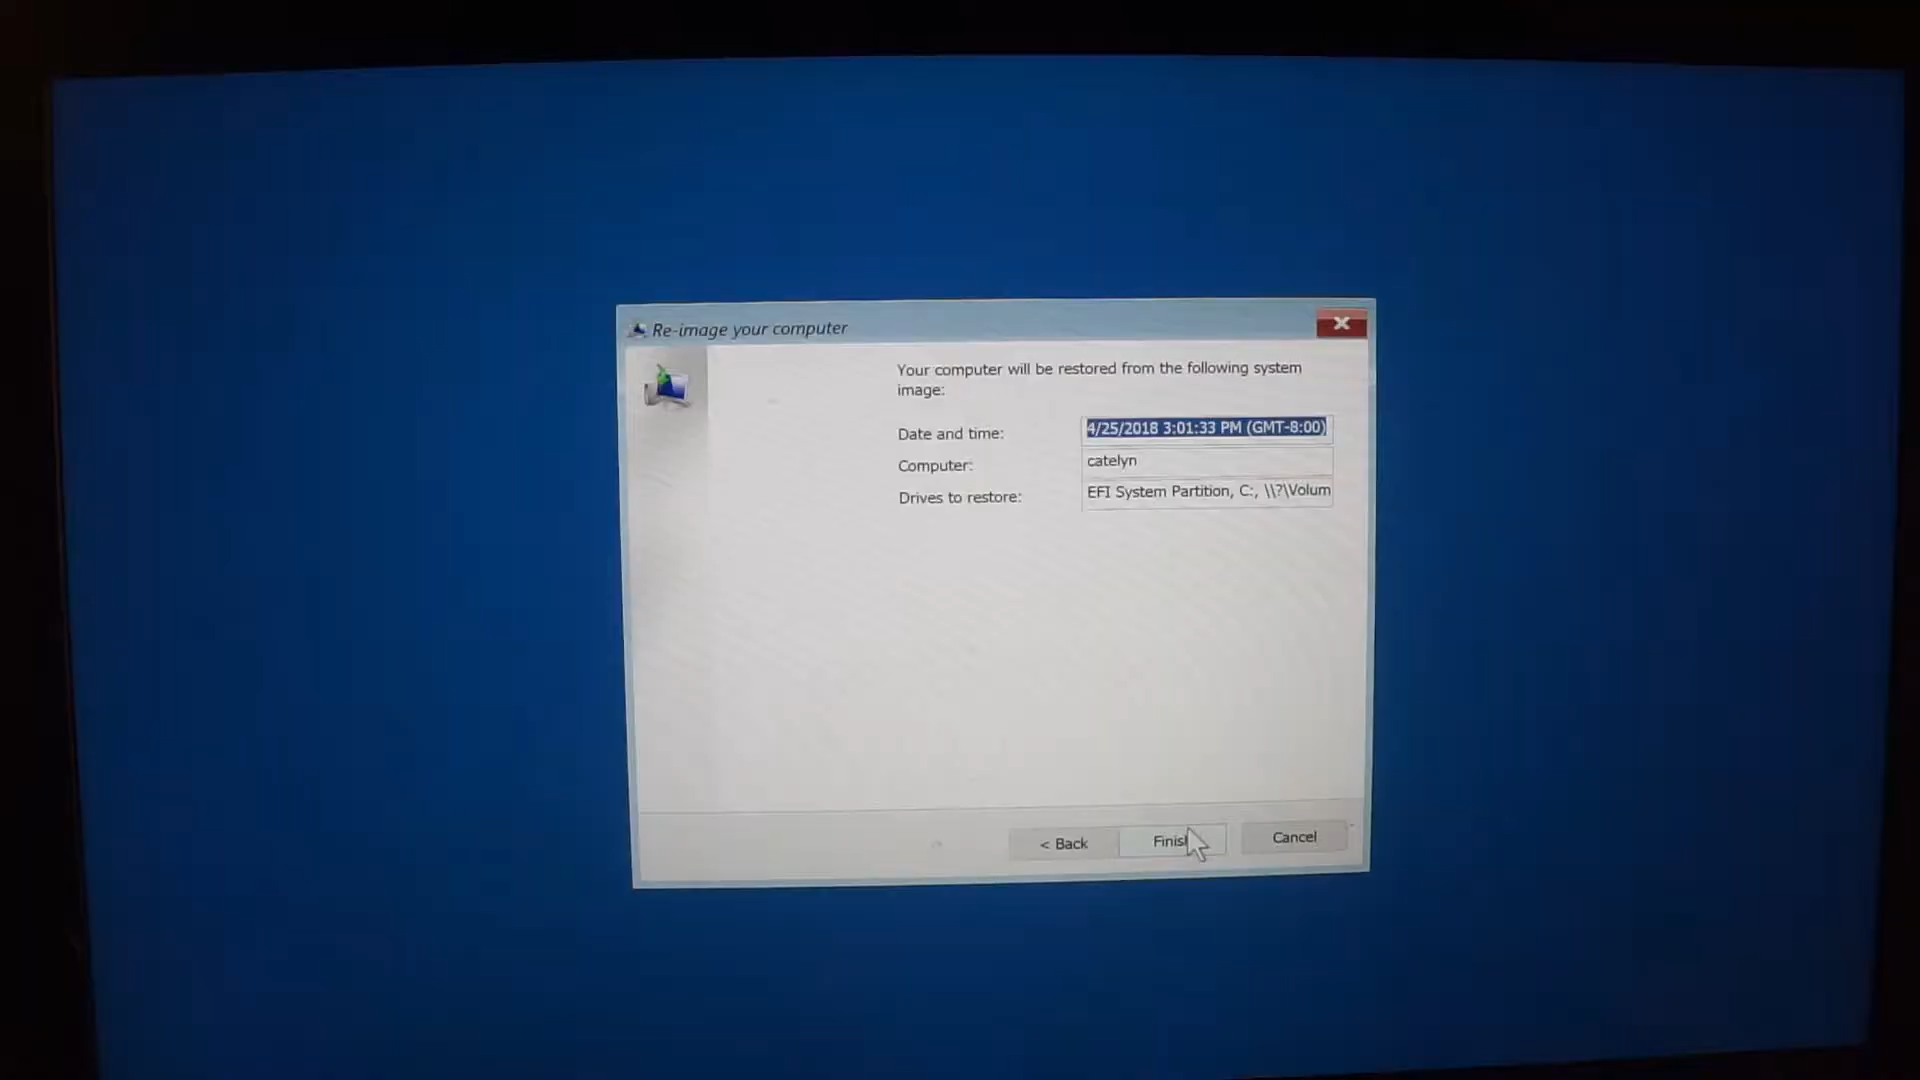 Re-image your computer
Your computer will be restored from the following system
image:
Date and time: 4/25/2018 3:01:33 PM (GMT-8:00)
Computer: catelyn
Drives to restore: EFI System Partition, C:, \\?\Volum
< Back Finish Cancel